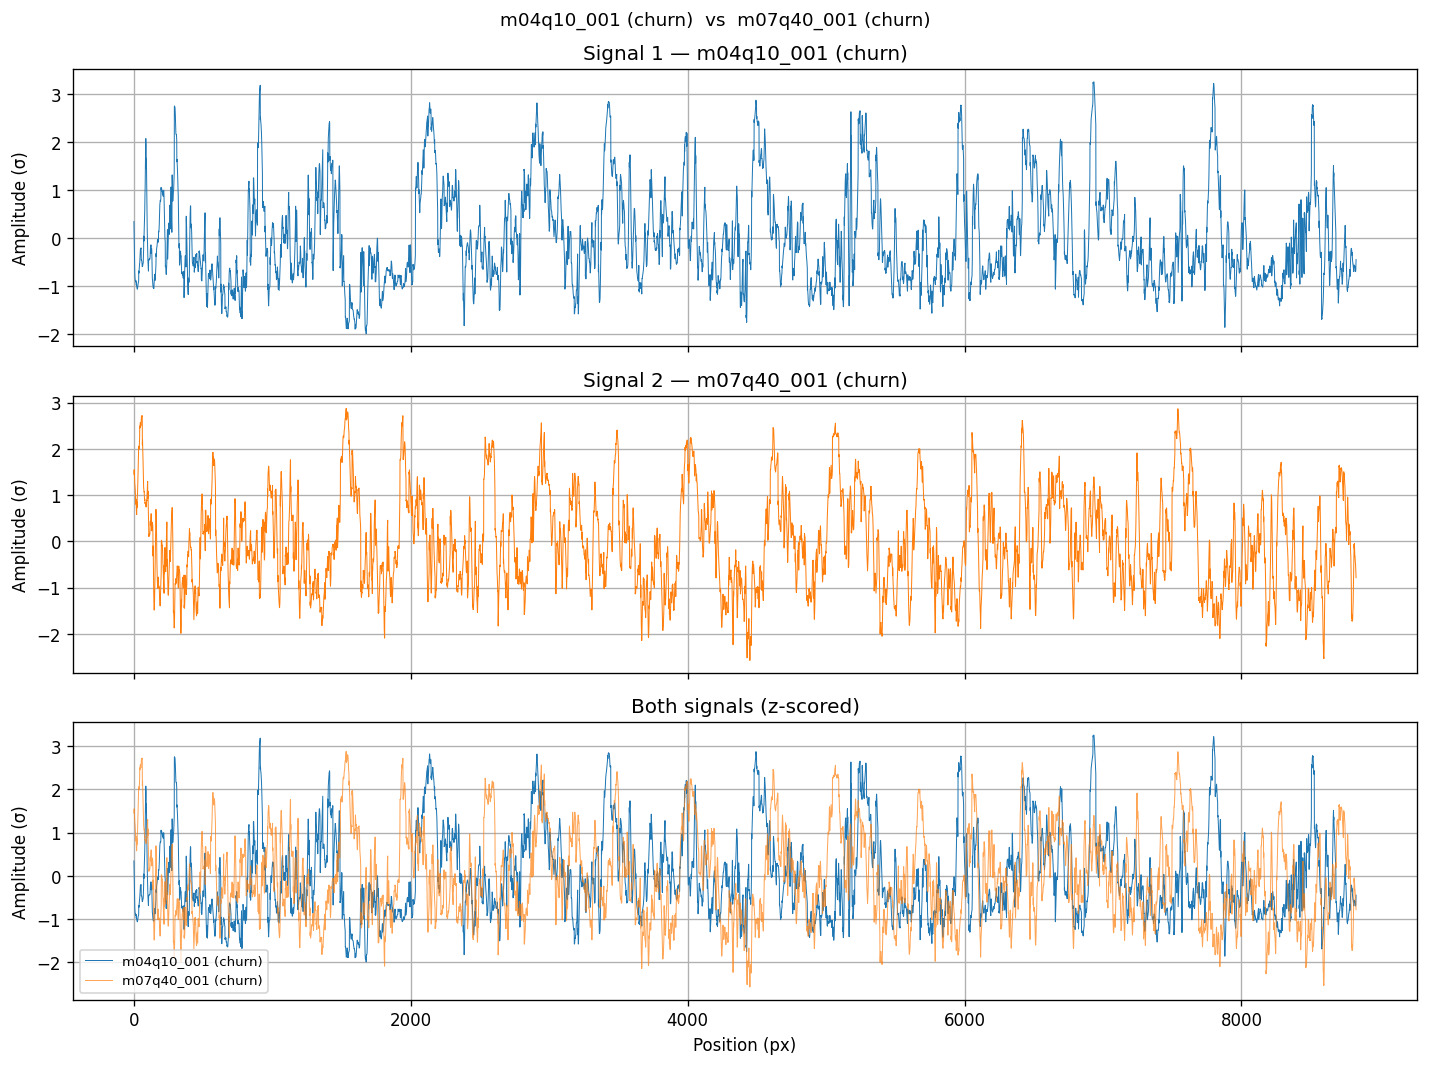 m04q10_001 (churn)  vs  m07q40_001 (churn)
Signal 1 — m04q10_001 (churn)
3
2
1
0
−1
−2
Amplitude (σ)
Signal 2 — m07q40_001 (churn)
3
2
1
0
−1
−2
Amplitude (σ)
Both signals (z-scored)
3
2
1
0
−1
−2
Amplitude (σ)
m04q10_001 (churn)
m07q40_001 (churn)
0 2000 4000 6000 8000
Position (px)